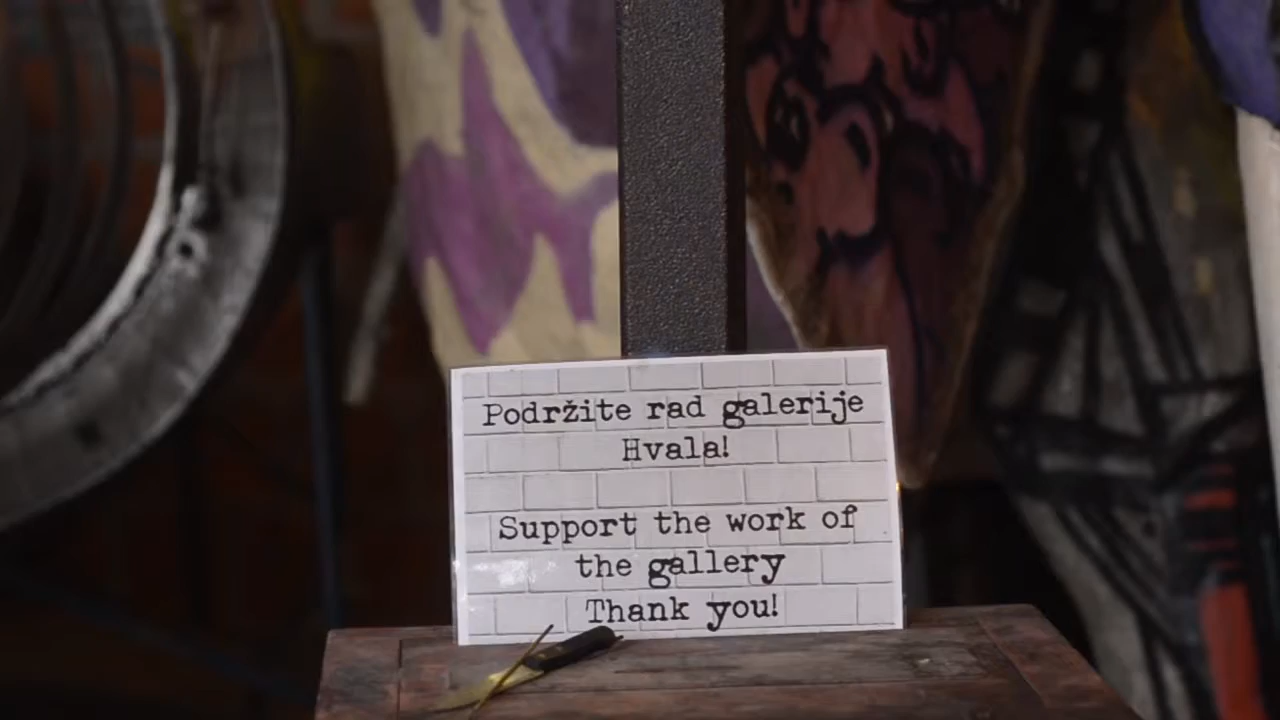 Podržite rad galerije
Hvala!
Support the work of
the gallery
Thank you!